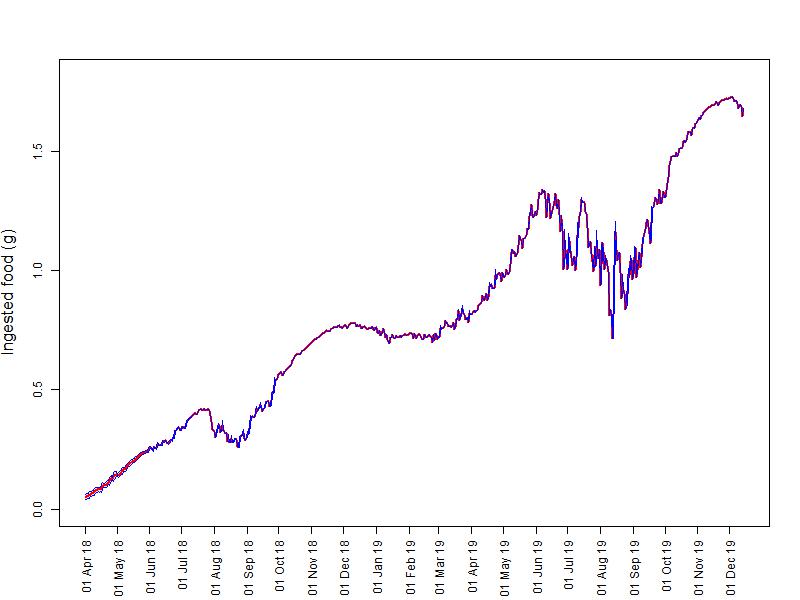 Ingested food (g)
1.5
1.0
0.5
0.0
01 Apr 18
01 May 18
01 Jun 18
01 Jul 18
01 Aug 18
01 Sep 18
01 Oct 18
01 Nov 18
01 Dec 18
01 Jan 19
01 Feb 19
01 Mar 19
01 Apr 19
01 May 19
01 Jun 19
01 Jul 19
01 Aug 19
01 Sep 19
01 Oct 19
01 Nov 19
01 Dec 19